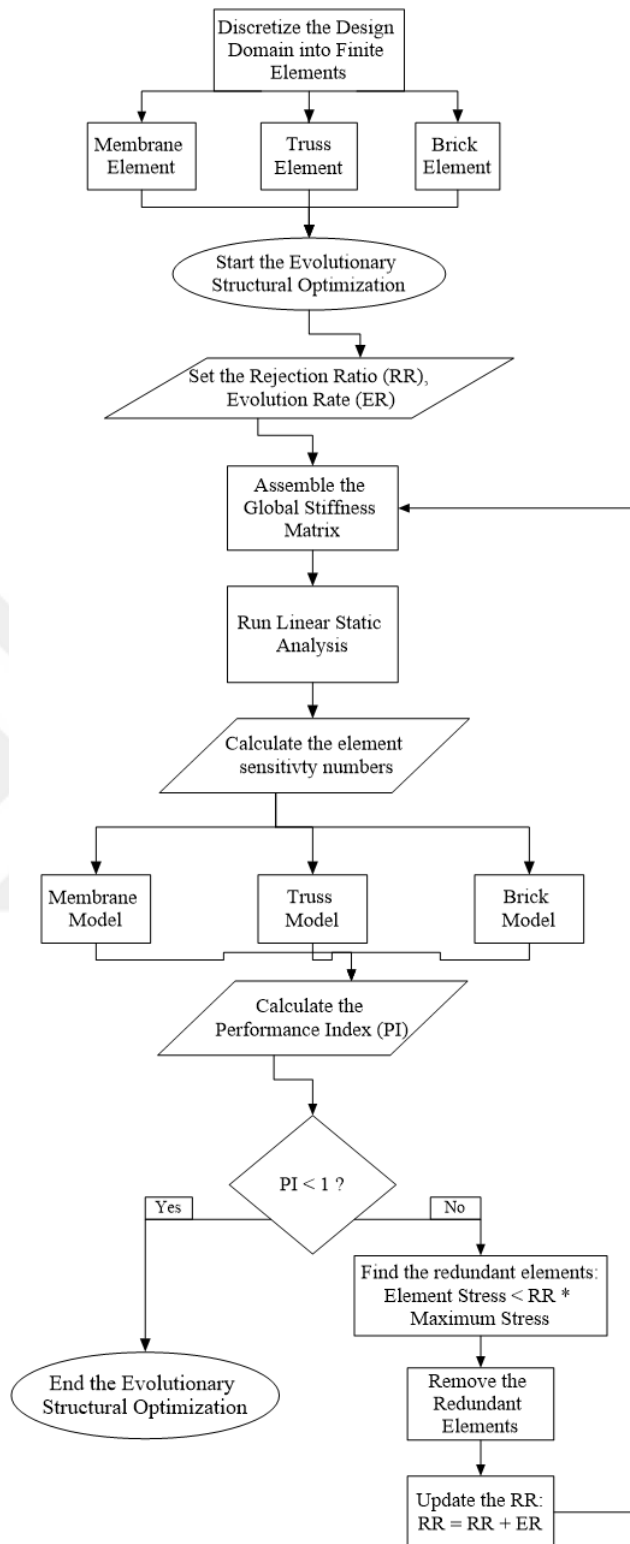 Discretize the Design
Domain into Finite
Elements
Membrane
Element
Truss
Element
Brick
Element
Start the Evolutionary
Structural Optimization
Set the Rejection Ratio (RR),
Evolution Rate (ER)
Assemble the
Global Stiffness
Matrix
Run Linear Static
Analysis
Calculate the element
sensitivty numbers
Membrane
Model
Truss
Model
Brick
Model
Calculate the
Performance Index (PI)
PI < 1 ?
Yes
No
Find the redundant elements:
Element Stress < RR *
Maximum Stress
End the Evolutionary
Structural Optimization
Remove the
Redundant
Elements
Update the RR:
RR = RR + ER